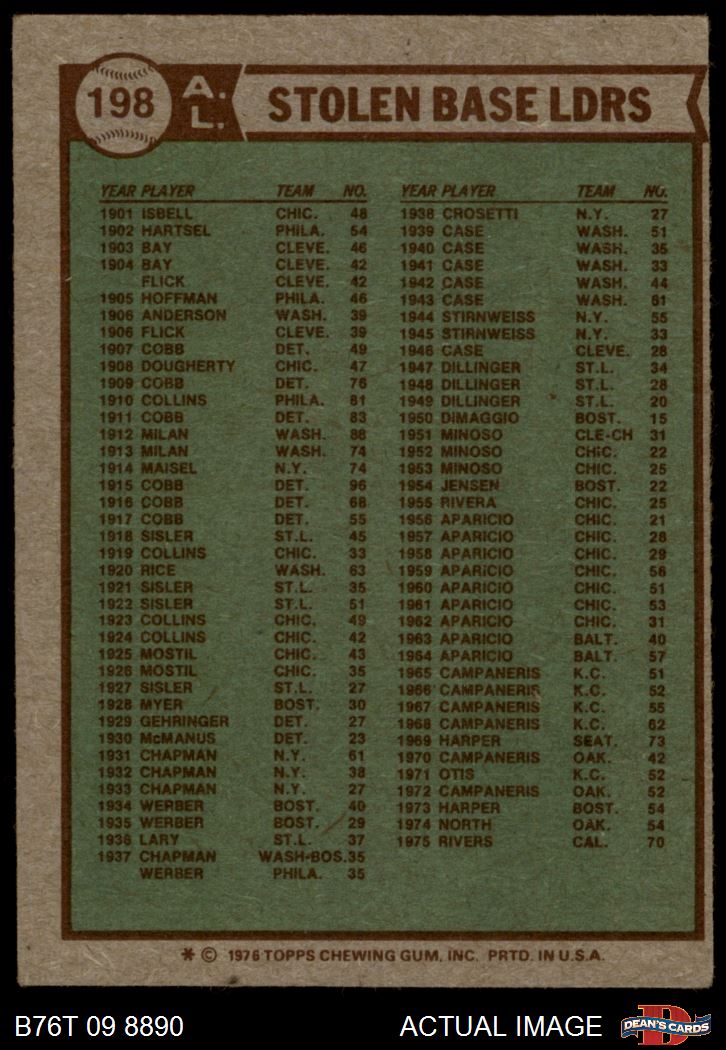 198 A.L. STOLEN BASE LDRS
YEAR PLAYER TEAM NO.
1901 ISBELL CHIC. 48
1902 HARTSEL PHILA. 54
1903 BAY CLEVE. 46
1904 BAY CLEVE. 42
FLICK CLEVE. 42
1905 HOFFMAN PHILA. 46
1906 ANDERSON WASH. 39
1906 FLICK CLEVE. 39
1907 COBB DET. 49
1908 DOUGHERTY CHIC. 47
1909 COBB DET. 76
1910 COLLINS PHILA. 81
1911 COBB DET. 83
1912 MILAN WASH. 88
1913 MILAN WASH. 74
1914 MAISEL N.Y. 74
1915 COBB DET. 96
1916 COBB DET. 68
1917 COBB DET. 55
1918 SISLER ST.L. 45
1919 COLLINS CHIC. 33
1920 RICE WASH. 63
1921 SISLER ST.L. 35
1922 SISLER ST.L. 51
1923 COLLINS CHIC. 49
1924 COLLINS CHIC. 42
1925 MOSTIL CHIC. 43
1926 MOSTIL CHIC. 35
1927 SISLER ST.L. 27
1928 MYER BOST. 30
1929 GEHRINGER DET. 27
1930 McMANUS DET. 23
1931 CHAPMAN N.Y. 61
1932 CHAPMAN N.Y. 38
1933 CHAPMAN N.Y. 27
1934 WERBER BOST. 40
1935 WERBER BOST. 29
1936 LARY ST.L. 37
1937 CHAPMAN WASH-BOS. 35
WERBER PHILA. 35
YEAR PLAYER TEAM NO.
1938 CROSETTI N.Y. 27
1939 CASE WASH. 51
1940 CASE WASH. 35
1941 CASE WASH. 33
1942 CASE WASH. 44
1943 CASE WASH. 61
1944 STIRNWEISS N.Y. 55
1945 STIRNWEISS N.Y. 33
1946 CASE CLEVE. 28
1947 DILLINGER ST.L. 34
1948 DILLINGER ST.L. 28
1949 DILLINGER ST.L. 20
1950 DIMAGGIO BOST. 15
1951 MINOSO CLE-CH 31
1952 MINOSO CHIC. 22
1953 MINOSO CHIC. 25
1954 JENSEN BOST. 22
1955 RIVERA CHIC. 25
1956 APARICIO CHIC. 21
1957 APARICIO CHIC. 28
1958 APARICIO CHIC. 29
1959 APARICIO CHIC. 56
1960 APARICIO CHIC. 51
1961 APARICIO CHIC. 53
1962 APARICIO CHIC. 31
1963 APARICIO BALT. 40
1964 APARICIO BALT. 57
1965 CAMPANERIS K.C. 51
1966 CAMPANERIS K.C. 52
1967 CAMPANERIS K.C. 55
1968 CAMPANERIS K.C. 62
1969 HARPER SEAT. 73
1970 CAMPANERIS OAK. 42
1971 OTIS K.C. 52
1972 CAMPANERIS OAK. 52
1973 HARPER BOST. 54
1974 NORTH OAK. 54
1975 RIVERS CAL. 70
* © 1976 TOPPS CHEWING GUM, INC. PRTD. IN U.S.A.
B76T 09 8890 ACTUAL IMAGE D DEAN'S CARDS